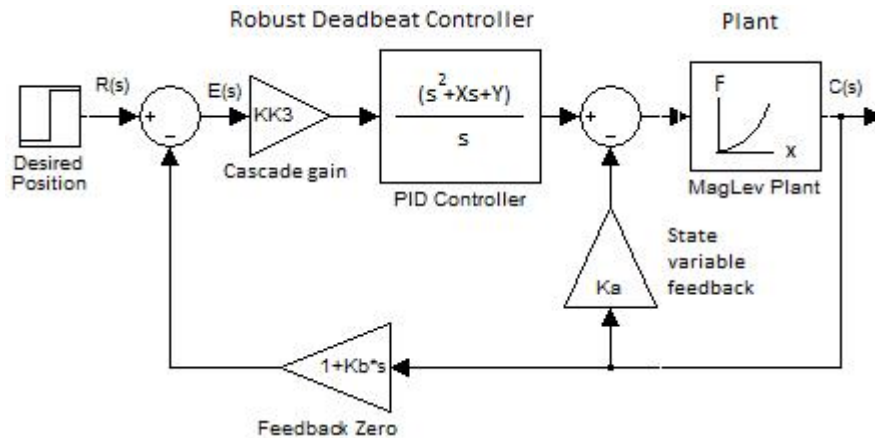 Robust Deadbeat Controller
Plant
R(s)
E(s)
C(s)
+
−
KK3
(s²+Xs+Y)
s
+
−
F
X
Desired
Position
Cascade gain
PID Controller
MagLev Plant
State
variable
feedback
Ka
1+Kb*s
Feedback Zero